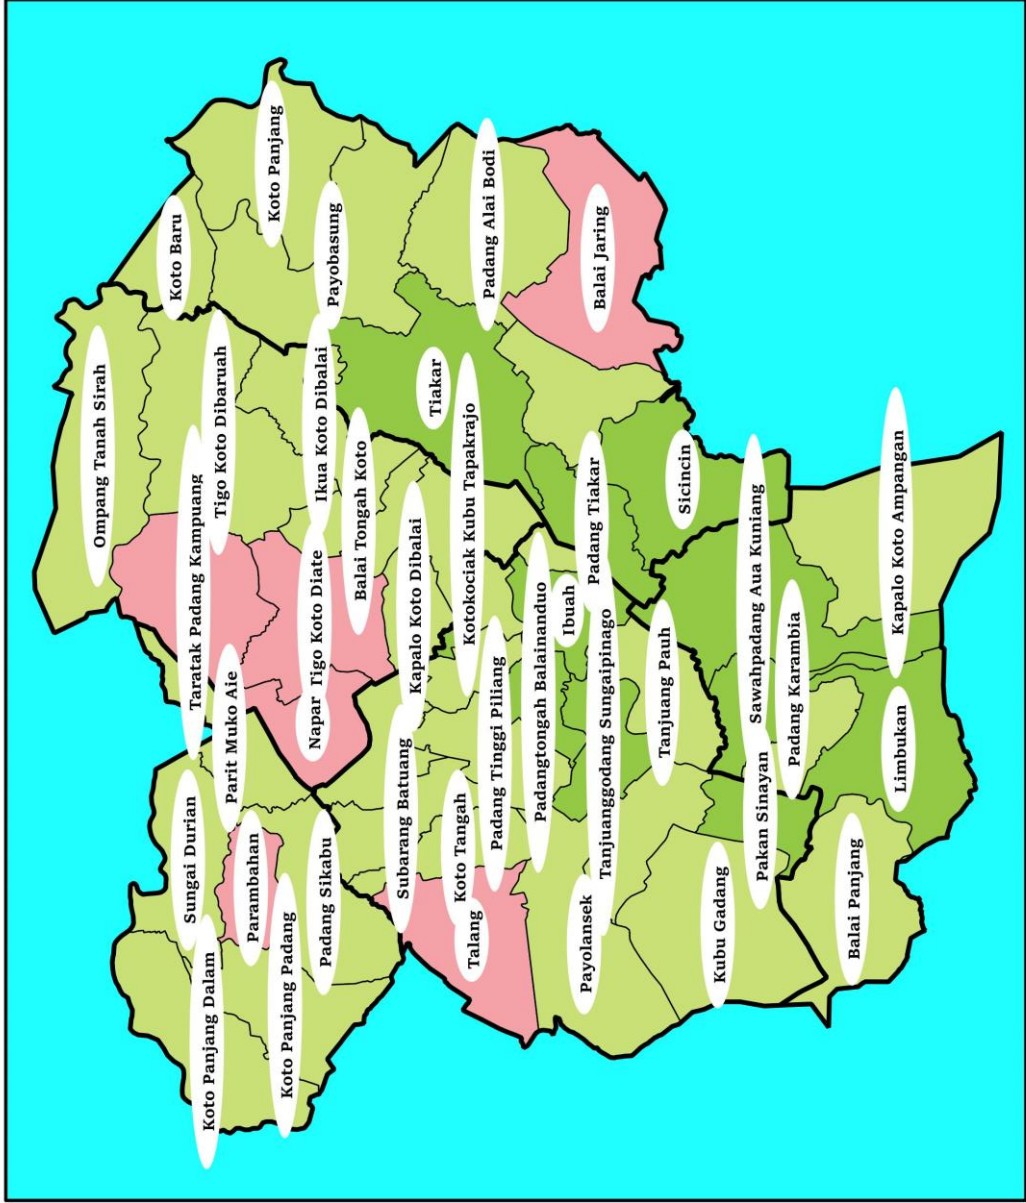 Ompang Tanah Sirah
Koto Baru
Sungai Durian
Taratak Padang Kampuang
Koto Panjang Dalam
Tigo Koto Dibaruah
Parit Muko Aie
Parambahan
Koto Panjang
Koto Panjang Padang
Napar
Tigo Koto Diate
Ikua Koto Dibalai
Padang Sikabu
Payobasung
Balai Tongah Koto
Subarang Batuang
Kapalo Koto Dibalai
Tiakar
Koto Tangah
Kotokociak Kubu Tapakrajo
Talang
Padang Alai Bodi
Padang Tinggi Piliang
Padangtongah Balainanduo
Ibuah
Payolansek
Padang Tiakar
Balai Jaring
Tanjuanggodang Sungaipinago
Tanjuang Pauh
Sicincin
Kubu Gadang
Sawahpadang Aua Kuniang
Pakan Sinayan
Padang Karambia
Balai Panjang
Kapalo Koto Ampangan
Limbukan